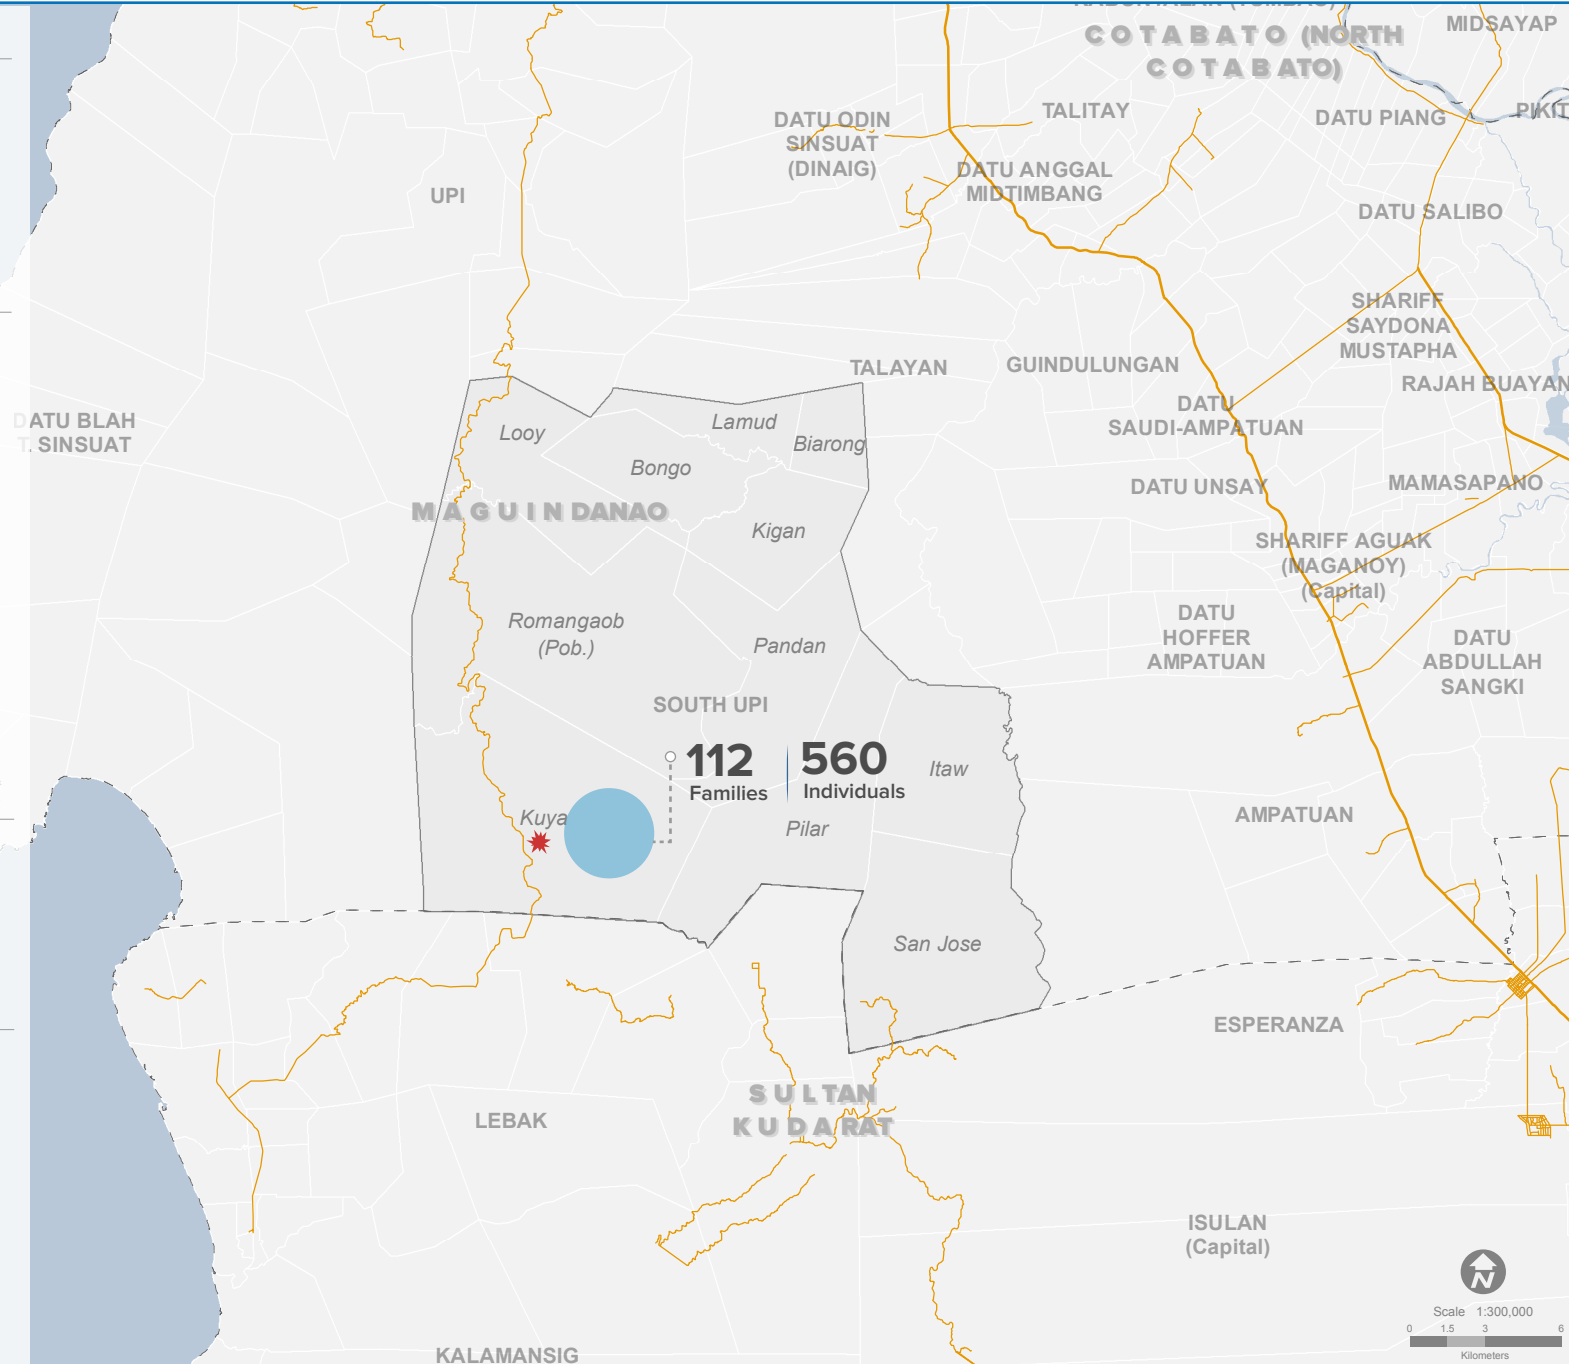 COTABATO (NORTH
COTABATO)
MIDSAYAP
DATU ODIN
SINSUAT
(DINAIG)
TALITAY
DATU PIANG
DATU ANGGAL
MIDTIMBANG
UPI
DATU SALIBO
SHARIFF
SAYDONA
MUSTAPHA
TALAYAN
GUINDULUNGAN
RAJAH BUAYAN
DATU BLAH
T. SINSUAT
DATU
SAUDI-AMPATUAN
Looy
Lamud
Biarong
Bongo
DATU UNSAY
MAMASAPANO
MAGUINDANAO
Kigan
SHARIFF AGUAK
(MAGANOY)
(Capital)
Romangaob
(Pob.)
Pandan
DATU
HOFFER
AMPATUAN
DATU
ABDULLAH
SANGKI
SOUTH UPI
112
Families
560
Individuals
Itaw
Kuya
Pilar
AMPATUAN
San Jose
ESPERANZA
SULTAN
KUDARAT
LEBAK
ISULAN
(Capital)
KALAMANSIG
N
Scale 1:300,000
0 1.5 3 6
Kilometers